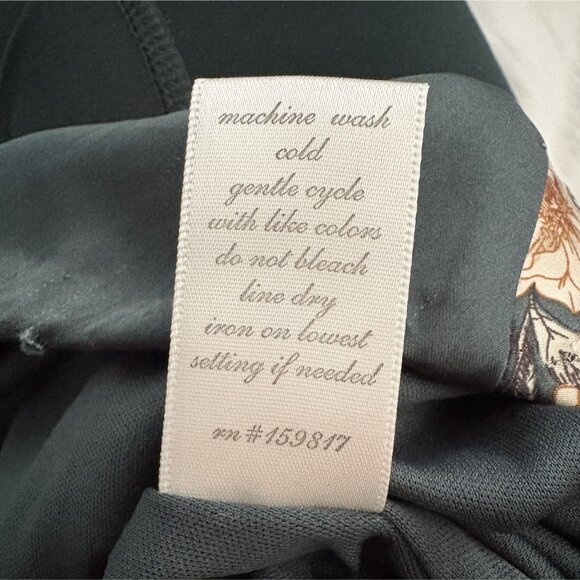 machine wash
cold
gentle cycle
with like colors
do not bleach
line dry
iron on lowest
setting if needed
rn#159817